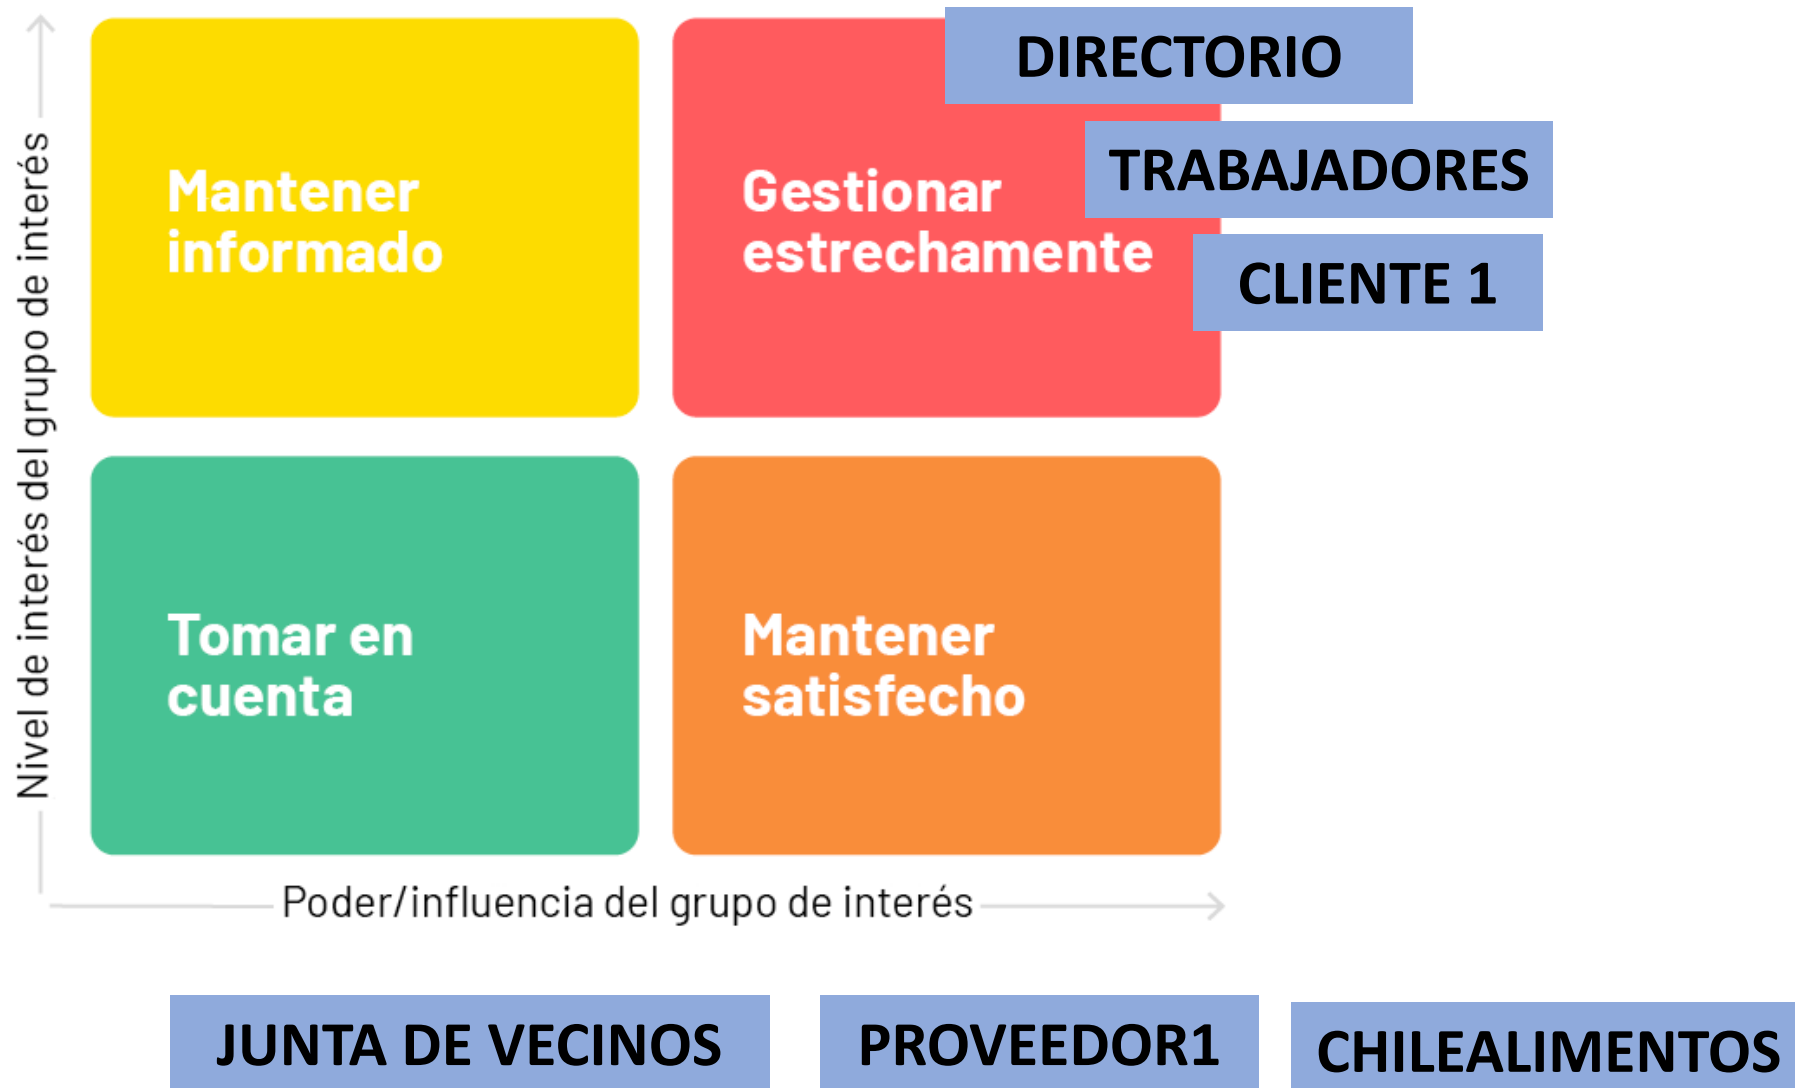 Nivel de interés del grupo de interés
Mantener
informado
Gestionar
estrechamente
DIRECTORIO
TRABAJADORES
CLIENTE 1
Tomar en
cuenta
Mantener
satisfecho
Poder/influencia del grupo de interés
JUNTA DE VECINOS
PROVEEDOR1
CHILEALIMENTOS